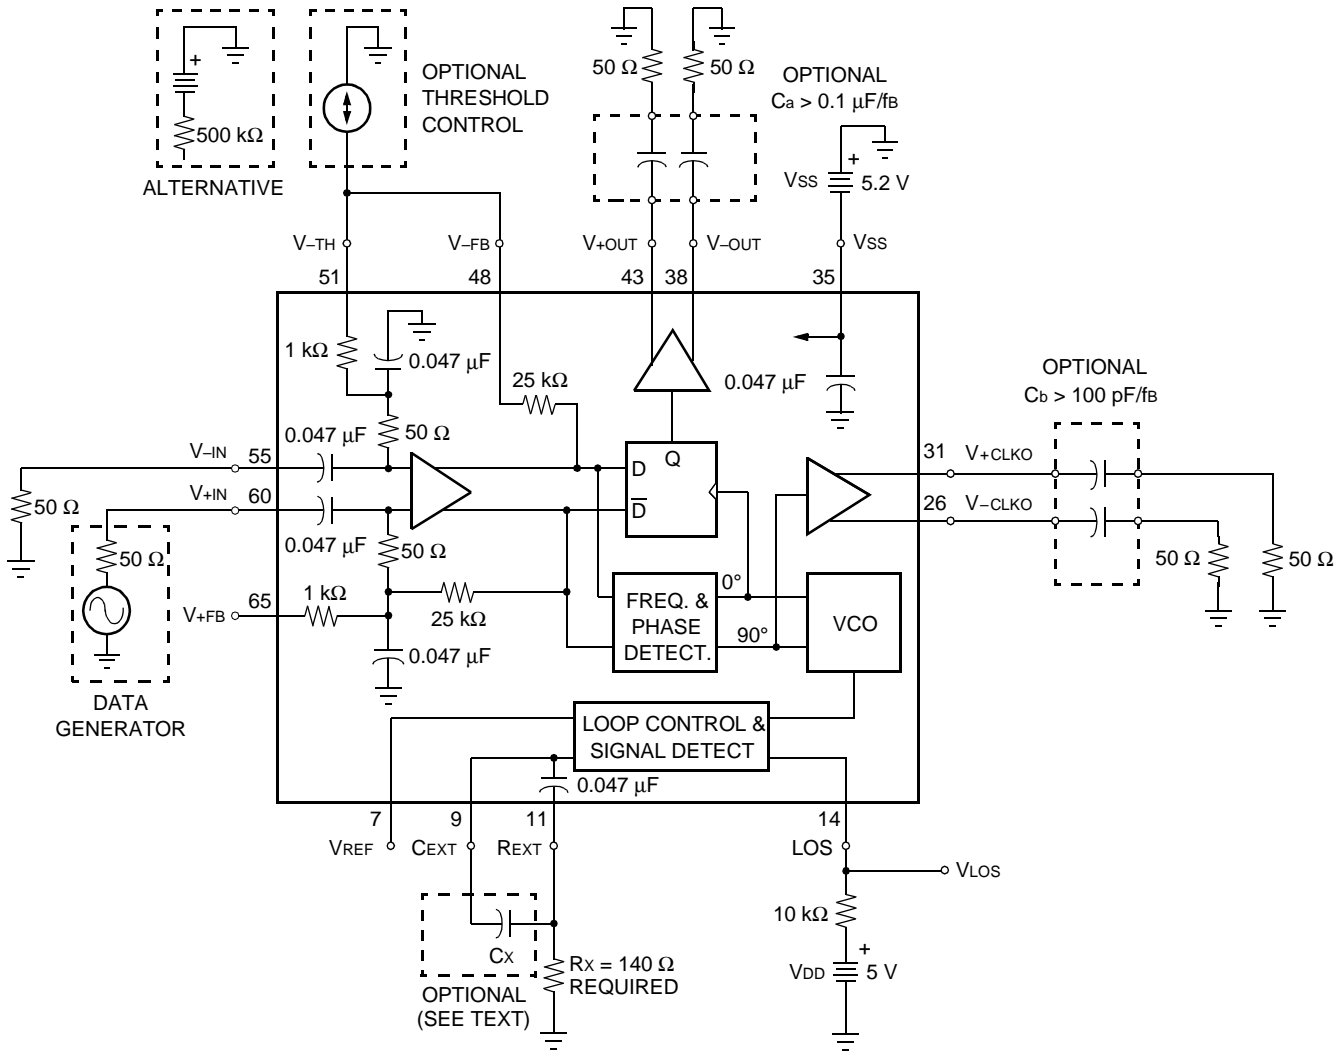 +
500 kΩ
ALTERNATIVE
OPTIONAL
THRESHOLD
CONTROL
50 Ω
50 Ω
OPTIONAL
Ca > 0.1 μF/fB
+
VSS
5.2 V
V–TH
V–FB
V+OUT
V–OUT
VSS
51
48
43
38
35
1 kΩ
0.047 μF
25 kΩ
0.047 μF
OPTIONAL
Cb > 100 pF/fB
0.047 μF
50 Ω
V–IN
55
D
Q
31
V+CLKO
V+IN
60
D̅
26
V–CLKO
50 Ω
0.047 μF
50 Ω
50 Ω
50 Ω
50 Ω
V+FB
65
1 kΩ
25 kΩ
FREQ. &
PHASE
DETECT.
0°
90°
VCO
0.047 μF
DATA
GENERATOR
LOOP CONTROL &
SIGNAL DETECT
0.047 μF
7
9
11
14
VREF
CEXT
REXT
LOS
VLOS
10 kΩ
CX
+
VDD
5 V
RX = 140 Ω
REQUIRED
OPTIONAL
(SEE TEXT)